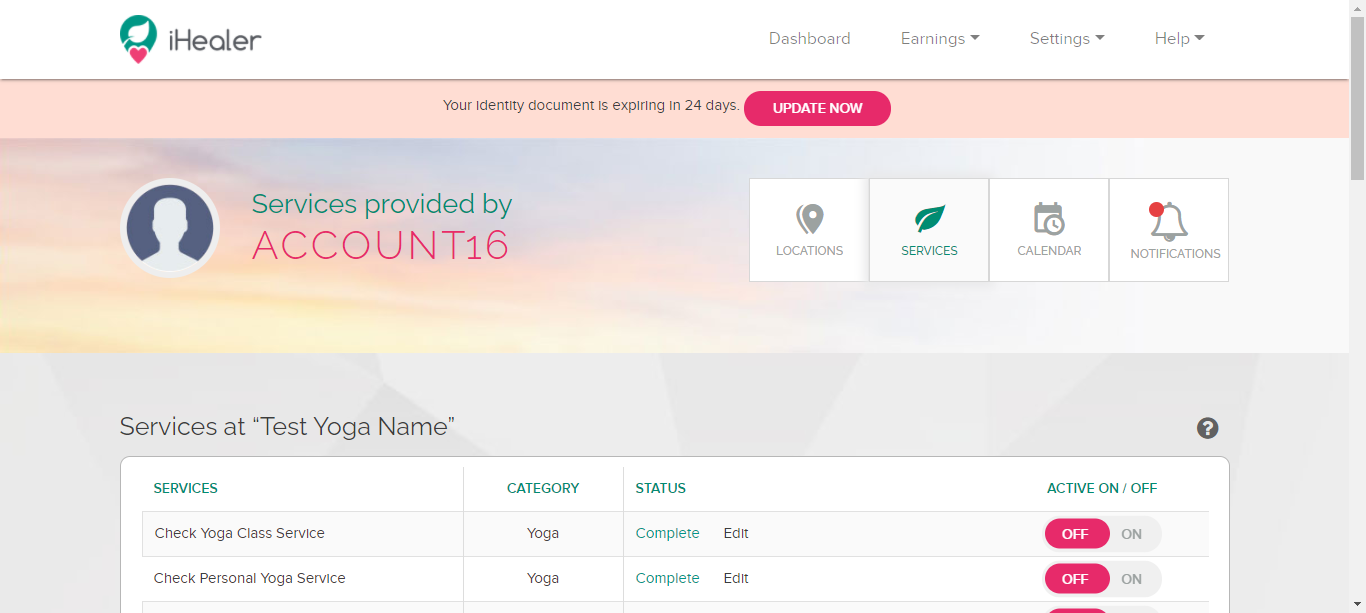 iHealer
Dashboard Earnings Settings Help
Your identity document is expiring in 24 days. UPDATE NOW
Services provided by
ACCOUNT16
LOCATIONS SERVICES CALENDAR NOTIFICATIONS
Services at “Test Yoga Name” ?
SERVICES CATEGORY STATUS ACTIVE ON / OFF
Check Yoga Class Service Yoga Complete Edit OFF ON
Check Personal Yoga Service Yoga Complete Edit OFF ON